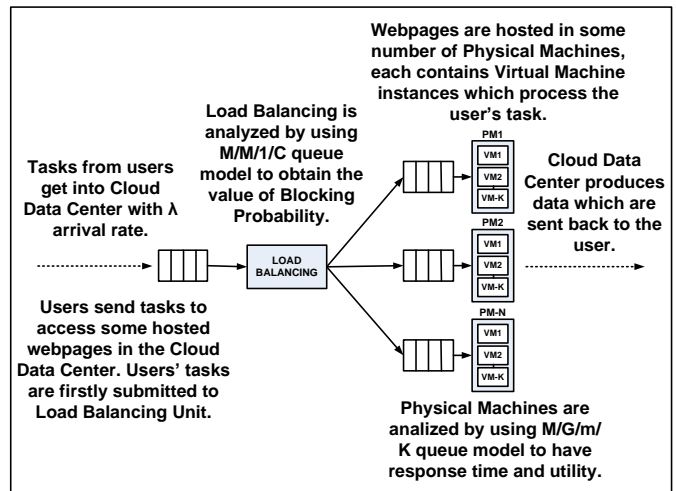 Webpages are hosted in some
number of Physical Machines,
each contains Virtual Machine
instances which process the
user's task.
Load Balancing is
analyzed by using
M/M/1/C queue
model to obtain the
value of Blocking
Probability.
Tasks from users
get into Cloud
Data Center with λ
arrival rate.
LOAD
BALANCING
Users send tasks to
access some hosted
webpages in the Cloud
Data Center. Users' tasks
are firstly submitted to
Load Balancing Unit.
PM1
VM1
VM2
VM-K
PM2
VM1
VM2
VM-K
PM-N
VM1
VM2
VM-K
Cloud Data
Center produces
data which are
sent back to the
user.
Physical Machines are
analized by using M/G/m/
K queue model to have
response time and utility.